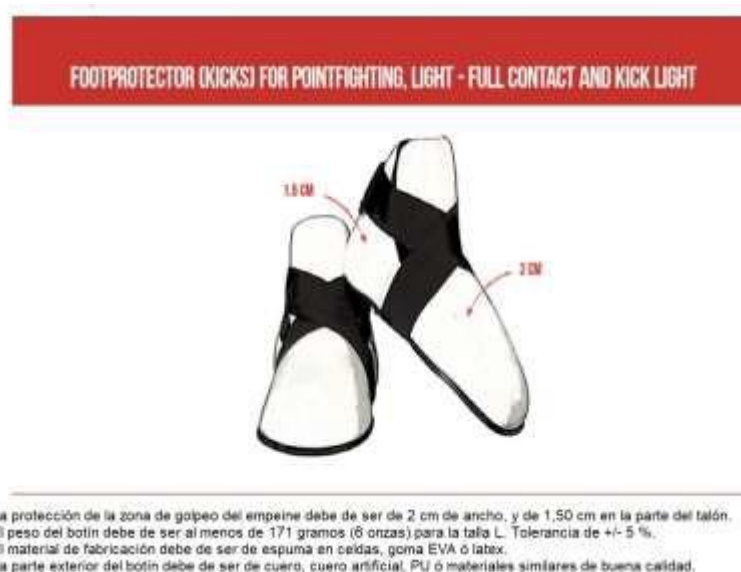 FOOTPROTECTOR (KICKS) FOR POINTFIGHTING, LIGHT - FULL CONTACT AND KICK LIGHT
1.5 CM
2 CM
a protección de la zona de golpeo del empeine debe de ser de 2 cm de ancho, y de 1,50 cm en la parte del talón.
l peso del botín debe de ser al menos de 171 gramos (6 onzas) para la talla L. Tolerancia de +/- 5 %.
l material de fabricación debe de ser de espuma en celdas, goma EVA ó latex.
a parte exterior del botín debe de ser de cuero, cuero artificial, PU ó materiales similares de buena calidad.